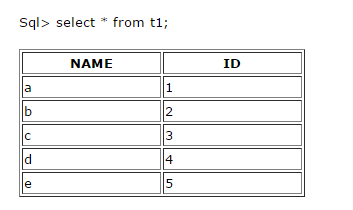 Sql> select * from t1;
NAME ID
a 1
b 2
c 3
d 4
e 5